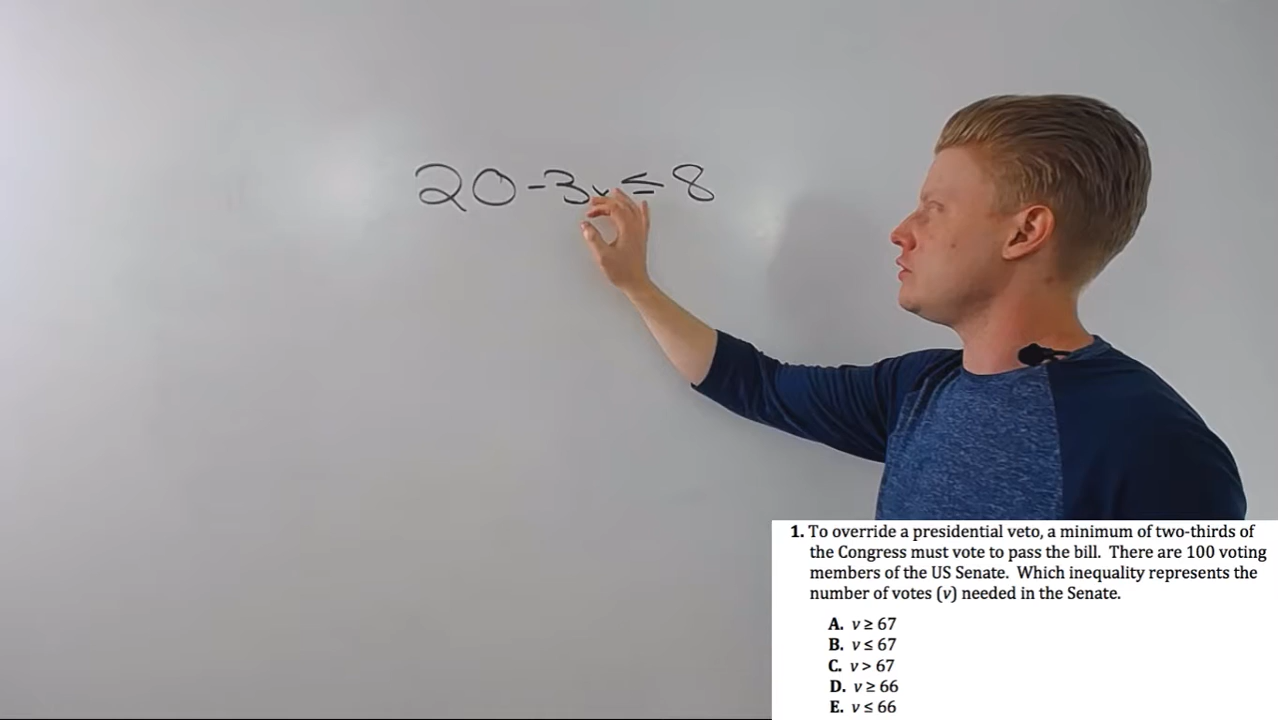 20-3x≤8
1. To override a presidential veto, a minimum of two-thirds of
the Congress must vote to pass the bill. There are 100 voting
members of the US Senate. Which inequality represents the
number of votes (v) needed in the Senate.
A. v ≥ 67
B. v ≤ 67
C. v > 67
D. v ≥ 66
E. v ≤ 66